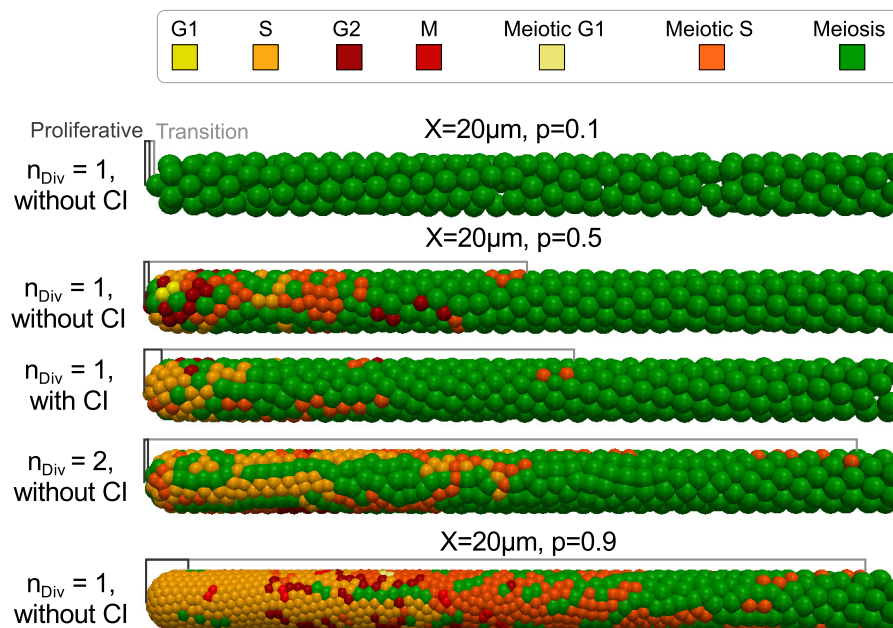 G1 S G2 M Meiotic G1 Meiotic S Meiosis
Proliferative Transition
X=20µm, p=0.1
nDiv = 1,
without CI
X=20µm, p=0.5
nDiv = 1,
without CI
nDiv = 1,
with CI
nDiv = 2,
without CI
X=20µm, p=0.9
nDiv = 1,
without CI